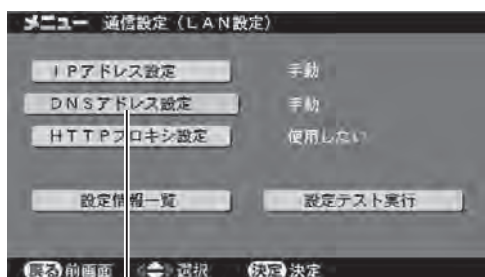 メニュー 通信設定（LAN設定）
IPアドレス設定 手動
DNSアドレス設定 手動
HTTPプロキシ設定 使用しない
設定情報一覧 設定テスト実行
戻る 前画面 選択 決定 決定